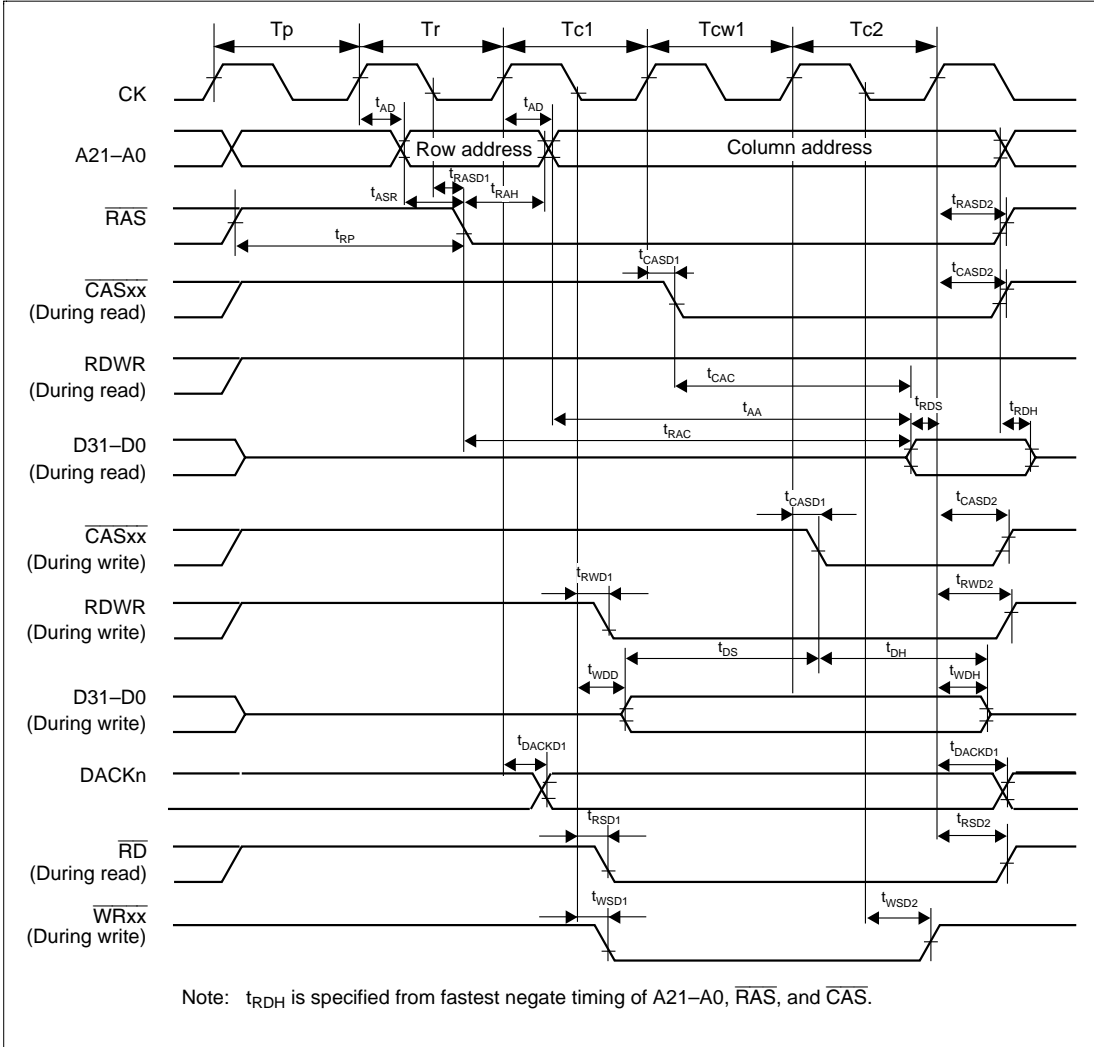 Tp Tr Tc1 Tcw1 Tc2
CK
tAD tAD
A21–A0 Row address Column address
tRASD1
tASR tRAH tRASD2
RAS
tRP
tCASD1 tCASD2
CASxx
(During read)
RDWR
(During read)
tCAC
tAA tRDS tRDH
tRAC
D31–D0
(During read)
tCASD1 tCASD2
CASxx
(During write)
tRWD1 tRWD2
RDWR
(During write)
tDS tDH
tWDD tWDH
D31–D0
(During write)
tDACKD1 tDACKD1
DACKn
tRSD1 tRSD2
RD
(During read)
tWSD1 tWSD2
WRxx
(During write)
Note: tRDH is specified from fastest negate timing of A21–A0, RAS, and CAS.